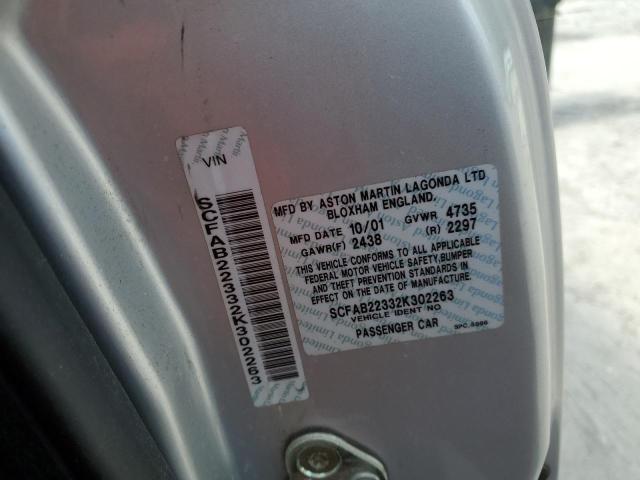 VIN
SCFAB22332K302263
MFD BY ASTON MARTIN LAGONDA LTD
BLOXHAM ENGLAND.
MFD DATE 10/01 GVWR 4735
GAWR(F) 2438 (R) 2297
THIS VEHICLE CONFORMS TO ALL APPLICABLE
FEDERAL MOTOR VEHICLE SAFETY,BUMPER
AND THEFT PREVENTION STANDARDS IN
EFFECT ON THE DATE OF MANUFACTURE
SCFAB22332K302263
VEHICLE IDENT NO
PASSENGER CAR